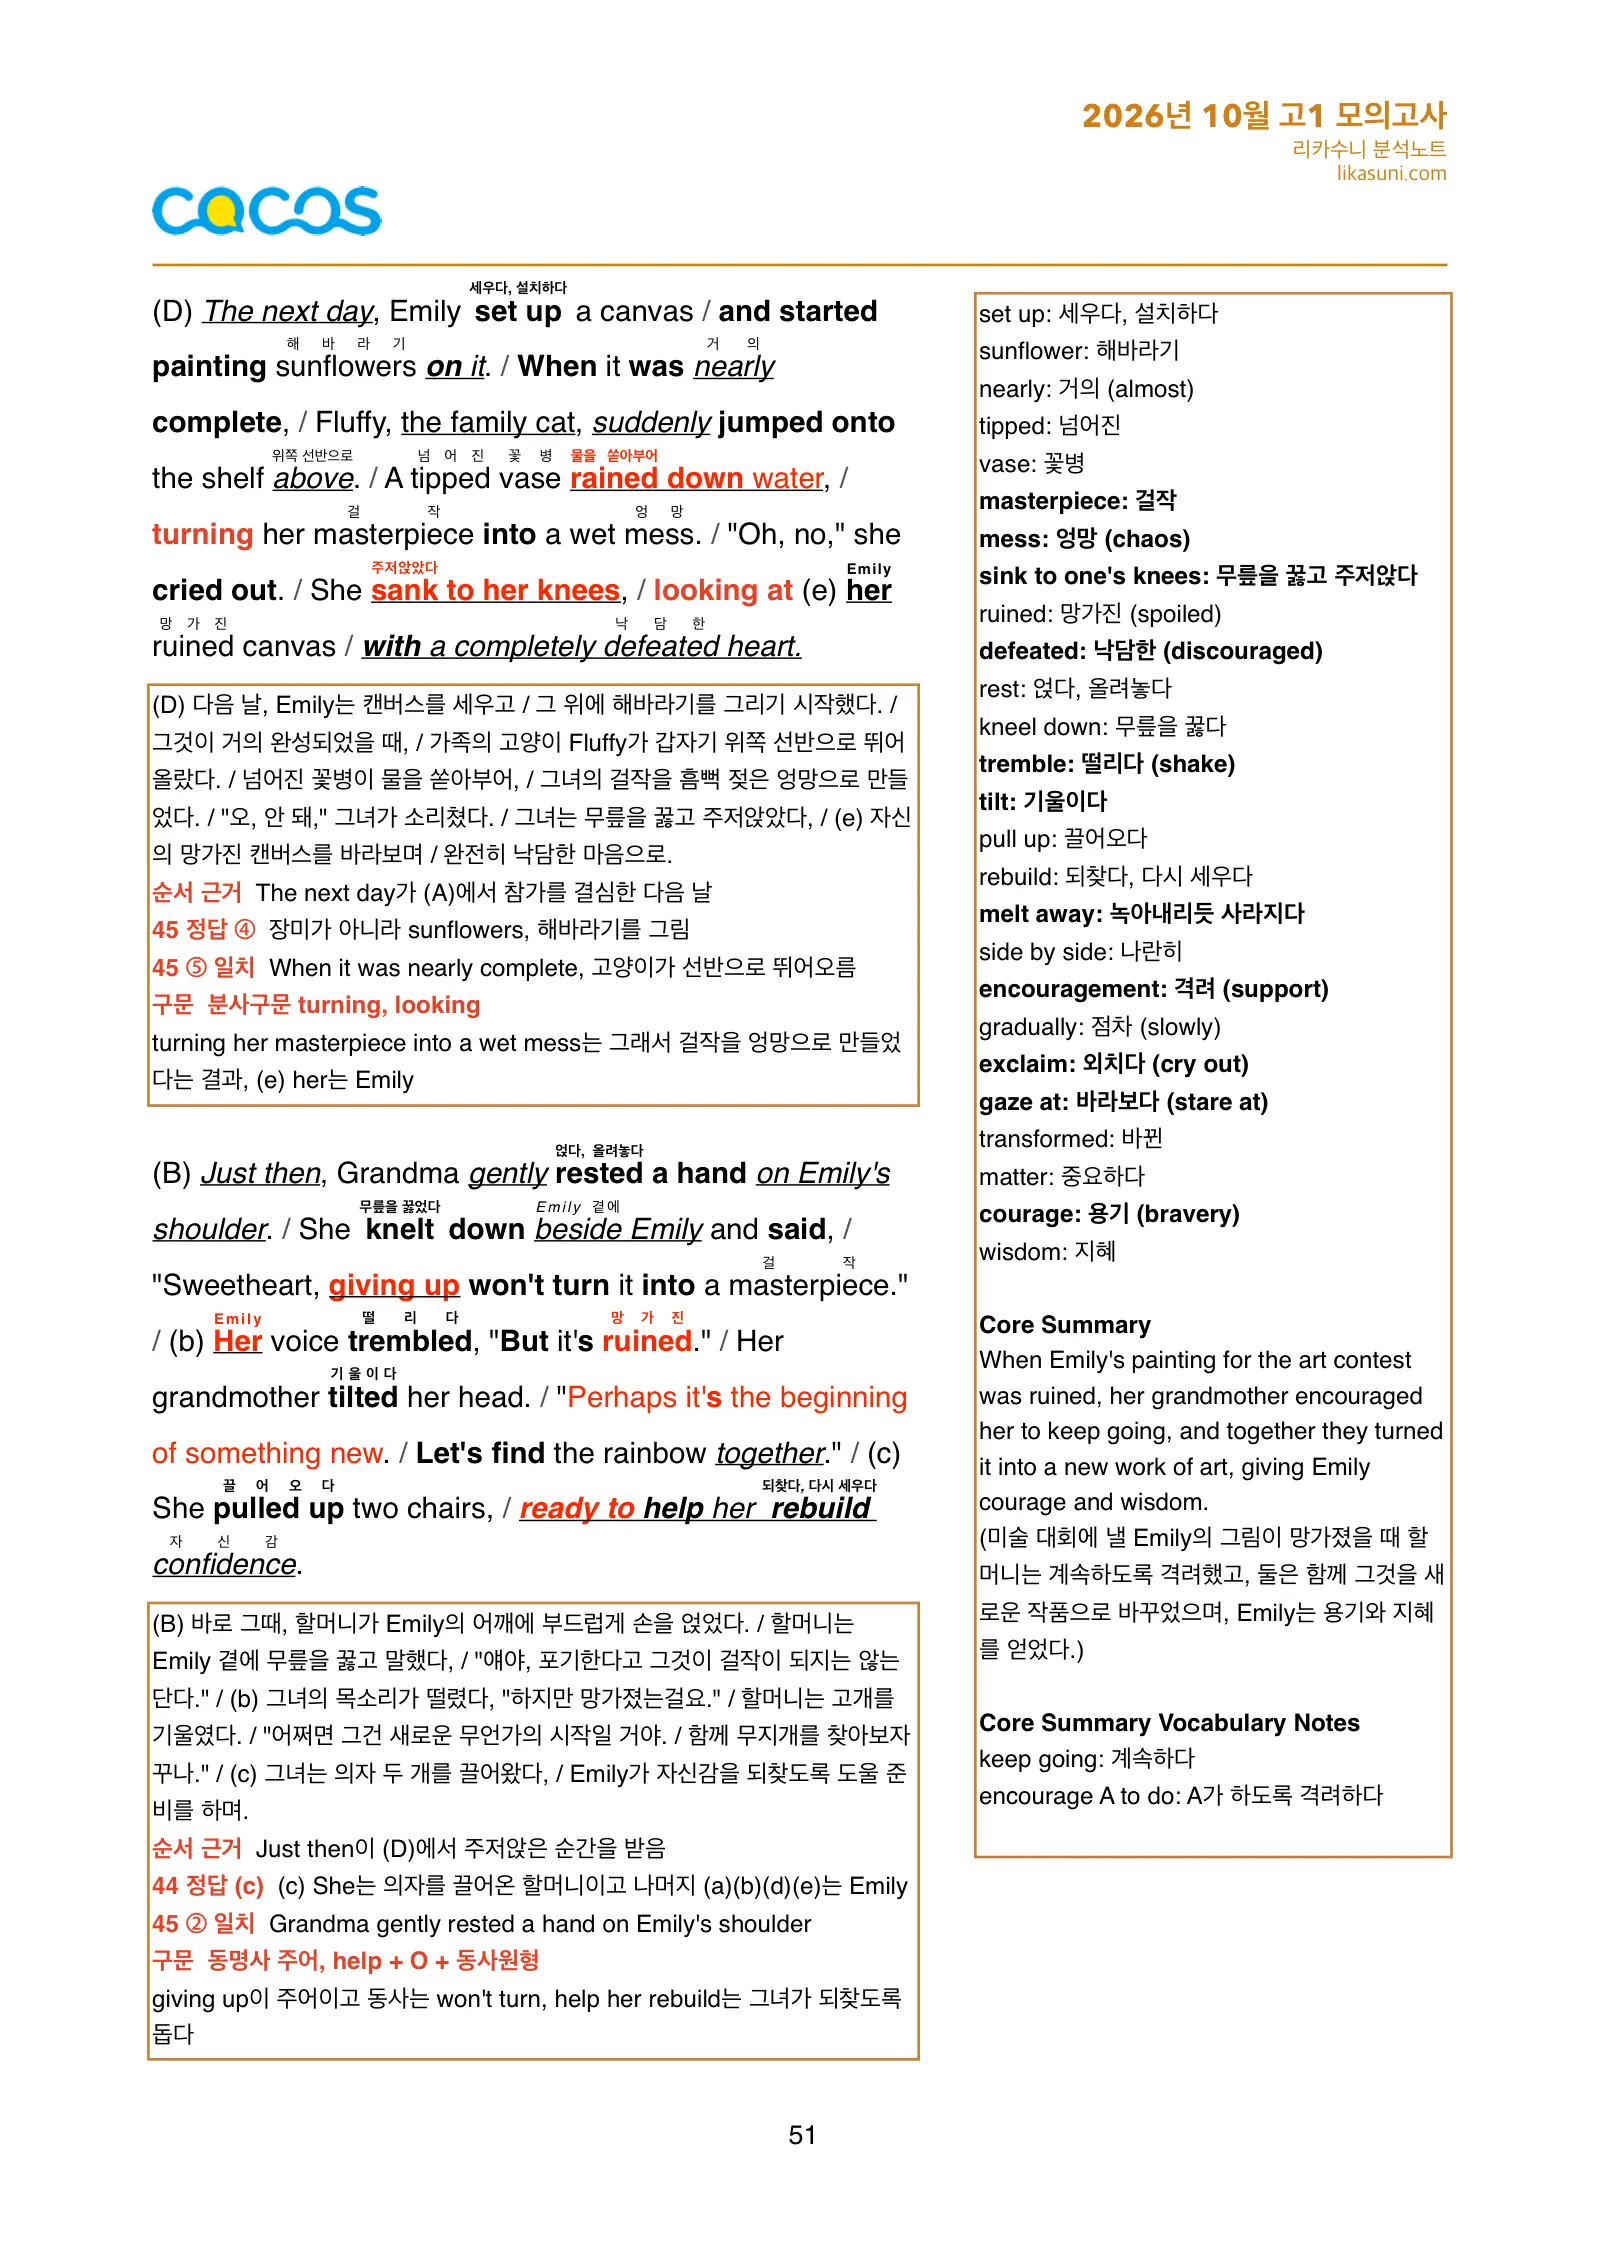 2026년 10월 고1 모의고사
리카수니 분석노트
likasuni.com
cacos
세우다, 설치하다
(D) The next day, Emily set up a canvas / and started
해 바 라 기 거 의
painting sunflowers on it. / When it was nearly
complete, / Fluffy, the family cat, suddenly jumped onto
위쪽 선반으로 넘 어 진 꽃 병 물을 쏟아부어
the shelf above. / A tipped vase rained down water, /
걸 작 엉 망
turning her masterpiece into a wet mess. / "Oh, no," she
주저앉았다 Emily
cried out. / She sank to her knees, / looking at (e) her
망 가 진 낙 담 한
ruined canvas / with a completely defeated heart.
(D) 다음 날, Emily는 캔버스를 세우고 / 그 위에 해바라기를 그리기 시작했다. /
그것이 거의 완성되었을 때, / 가족의 고양이 Fluffy가 갑자기 위쪽 선반으로 뛰어
올랐다. / 넘어진 꽃병이 물을 쏟아부어, / 그녀의 걸작을 흠뻑 젖은 엉망으로 만들
었다. / "오, 안 돼," 그녀가 소리쳤다. / 그녀는 무릎을 꿇고 주저앉았다, / (e) 자신
의 망가진 캔버스를 바라보며 / 완전히 낙담한 마음으로.
순서 근거 The next day가 (A)에서 참가를 결심한 다음 날
45 정답 ④ 장미가 아니라 sunflowers, 해바라기를 그림
45 ⑤ 일치 When it was nearly complete, 고양이가 선반으로 뛰어오름
구문 분사구문 turning, looking
turning her masterpiece into a wet mess는 그래서 걸작을 엉망으로 만들었
다는 결과, (e) her는 Emily
얹다, 올려놓다
(B) Just then, Grandma gently rested a hand on Emily's
무릎을 꿇었다 Emily 곁에
shoulder. / She knelt down beside Emily and said, /
걸 작
"Sweetheart, giving up won't turn it into a masterpiece."
Emily 떨 리 다 망 가 진
/ (b) Her voice trembled, "But it's ruined." / Her
기 울 이 다
grandmother tilted her head. / "Perhaps it's the beginning
of something new. / Let's find the rainbow together." / (c)
끌 어 오 다 되찾다, 다시 세우다
She pulled up two chairs, / ready to help her rebuild
자 신 감
confidence.
(B) 바로 그때, 할머니가 Emily의 어깨에 부드럽게 손을 얹었다. / 할머니는
Emily 곁에 무릎을 꿇고 말했다, / "얘야, 포기한다고 그것이 걸작이 되지는 않는
단다." / (b) 그녀의 목소리가 떨렸다, "하지만 망가졌는걸요." / 할머니는 고개를
기울였다. / "어쩌면 그건 새로운 무언가의 시작일 거야. / 함께 무지개를 찾아보자
꾸나." / (c) 그녀는 의자 두 개를 끌어왔다, / Emily가 자신감을 되찾도록 도울 준
비를 하며.
순서 근거 Just then이 (D)에서 주저앉은 순간을 받음
44 정답 (c) (c) She는 의자를 끌어온 할머니이고 나머지 (a)(b)(d)(e)는 Emily
45 ② 일치 Grandma gently rested a hand on Emily's shoulder
구문 동명사 주어, help + O + 동사원형
giving up이 주어이고 동사는 won't turn, help her rebuild는 그녀가 되찾도록
돕다
set up: 세우다, 설치하다
sunflower: 해바라기
nearly: 거의 (almost)
tipped: 넘어진
vase: 꽃병
masterpiece: 걸작
mess: 엉망 (chaos)
sink to one's knees: 무릎을 꿇고 주저앉다
ruined: 망가진 (spoiled)
defeated: 낙담한 (discouraged)
rest: 얹다, 올려놓다
kneel down: 무릎을 꿇다
tremble: 떨리다 (shake)
tilt: 기울이다
pull up: 끌어오다
rebuild: 되찾다, 다시 세우다
melt away: 녹아내리듯 사라지다
side by side: 나란히
encouragement: 격려 (support)
gradually: 점차 (slowly)
exclaim: 외치다 (cry out)
gaze at: 바라보다 (stare at)
transformed: 바뀐
matter: 중요하다
courage: 용기 (bravery)
wisdom: 지혜
Core Summary
When Emily's painting for the art contest
was ruined, her grandmother encouraged
her to keep going, and together they turned
it into a new work of art, giving Emily
courage and wisdom.
(미술 대회에 낼 Emily의 그림이 망가졌을 때 할
머니는 계속하도록 격려했고, 둘은 함께 그것을 새
로운 작품으로 바꾸었으며, Emily는 용기와 지혜
를 얻었다.)
Core Summary Vocabulary Notes
keep going: 계속하다
encourage A to do: A가 하도록 격려하다
51